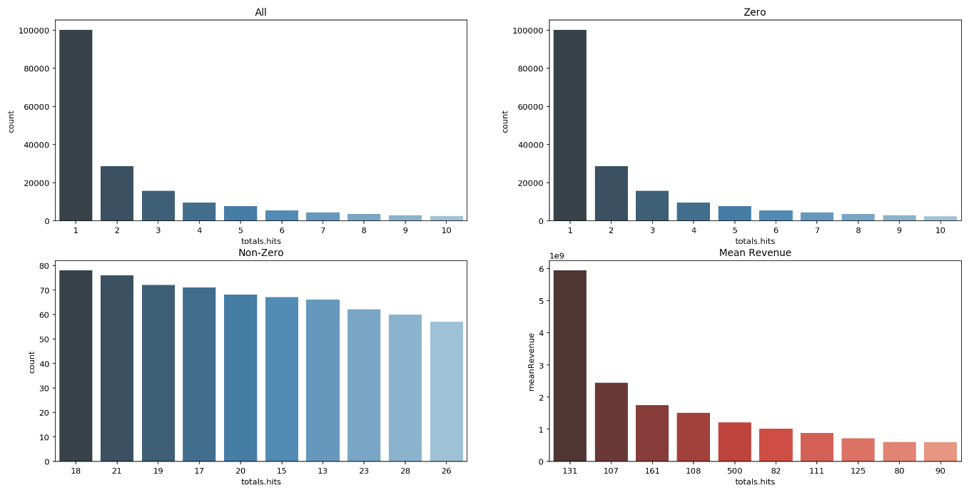 All
count
100000
80000
60000
40000
20000
0
1 2 3 4 5 6 7 8 9 10
totals.hits
Zero
count
100000
80000
60000
40000
20000
0
1 2 3 4 5 6 7 8 9 10
totals.hits
Non-Zero
count
80
70
60
50
40
30
20
10
0
18 21 19 17 20 15 13 23 28 26
totals.hits
Mean Revenue
1e9
meanRevenue
6
5
4
3
2
1
0
131 107 161 108 500 82 111 125 80 90
totals.hits